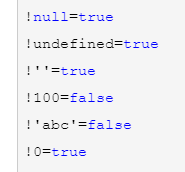 !null=true
!undefined=true
!''=true
!100=false
!'abc'=false
!0=true